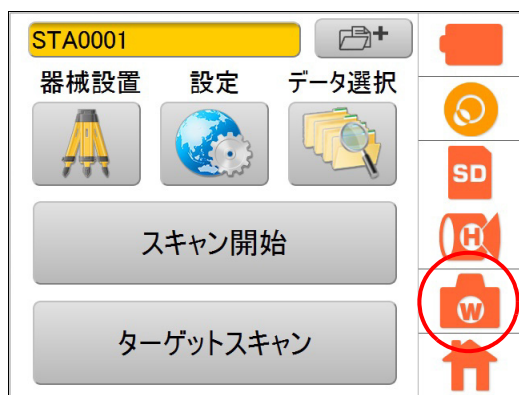 STA0001
器械設置 設定 データ選択
SD
スキャン開始
H
W
ターゲットスキャン